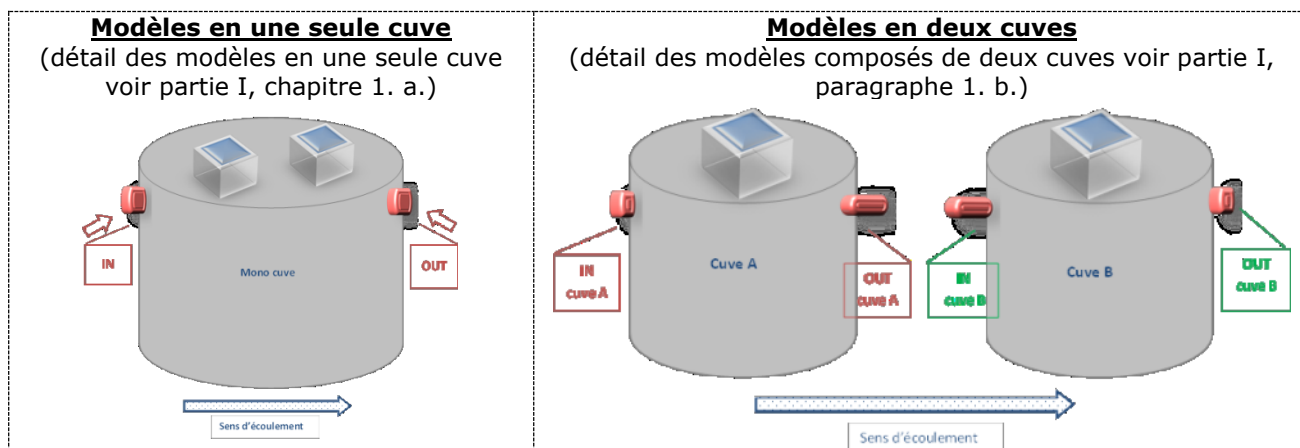 Modèles en une seule cuve
(détail des modèles en une seule cuve
voir partie I, chapitre 1. a.)
IN
OUT
Mono cuve
Sens d'écoulement
Modèles en deux cuves
(détail des modèles composés de deux cuves voir partie I,
paragraphe 1. b.)
IN
cuve A
Cuve A
OUT
cuve A
IN
cuve B
Cuve B
OUT
cuve B
Sens d'écoulement